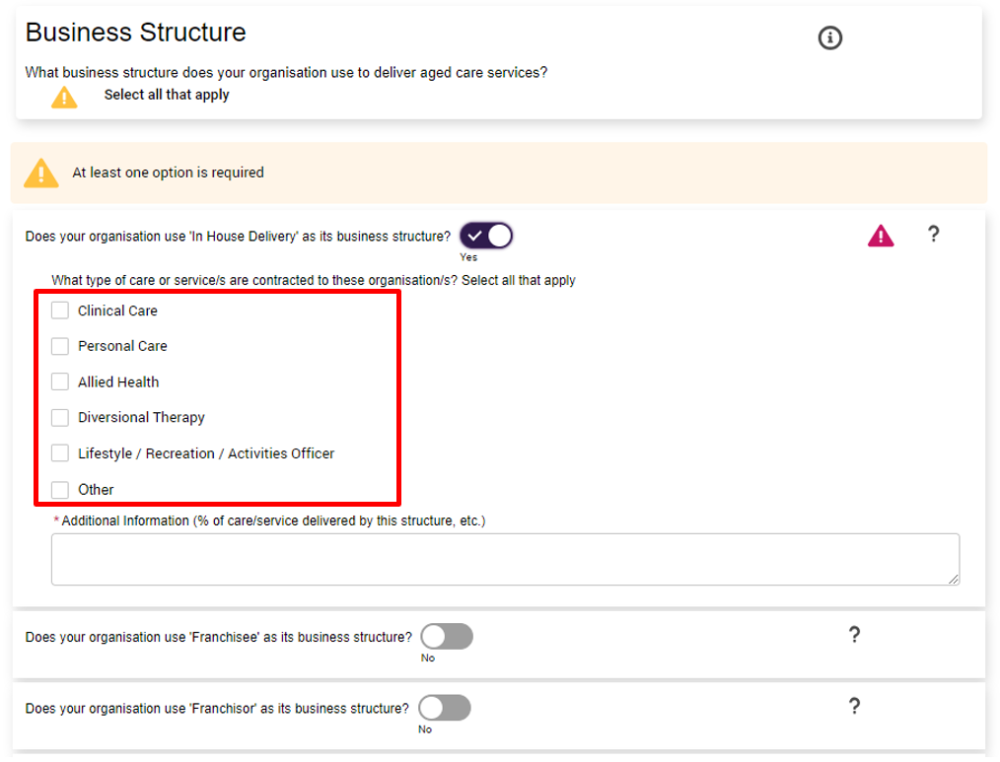 Business Structure
What business structure does your organisation use to deliver aged care services?
Select all that apply
At least one option is required
Does your organisation use 'In House Delivery' as its business structure?
Yes
?
What type of care or service/s are contracted to these organisation/s? Select all that apply
Clinical Care
Personal Care
Allied Health
Diversional Therapy
Lifestyle / Recreation / Activities Officer
Other
* Additional Information (% of care/service delivered by this structure, etc.)
Does your organisation use 'Franchisee' as its business structure?
No
?
Does your organisation use 'Franchisor' as its business structure?
No
?